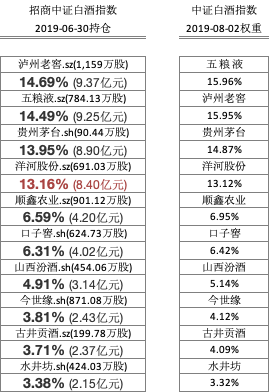 招商中证白酒指数
2019-06-30持仓
泸州老窖.sz(1,159万股)
14.69% (9.37亿元)
五粮液.sz(784.13万股)
14.49% (9.25亿元)
贵州茅台.sh(90.44万股)
13.95% (8.90亿元)
洋河股份.sz(691.03万股)
13.16% (8.40亿元)
顺鑫农业.sz(901.12万股)
6.59% (4.20亿元)
口子窖.sh(624.73万股)
6.31% (4.02亿元)
山西汾酒.sh(454.06万股)
4.91% (3.14亿元)
今世缘.sh(871.08万股)
3.81% (2.43亿元)
古井贡酒.sz(199.78万股)
3.71% (2.37亿元)
水井坊.sh(424.03万股)
3.38% (2.15亿元)
中证白酒指数
2019-08-02权重
五粮液
15.96%
泸州老窖
15.95%
贵州茅台
14.87%
洋河股份
13.12%
顺鑫农业
6.95%
口子窖
6.42%
山西汾酒
5.14%
今世缘
4.12%
古井贡酒
4.09%
水井坊
3.32%